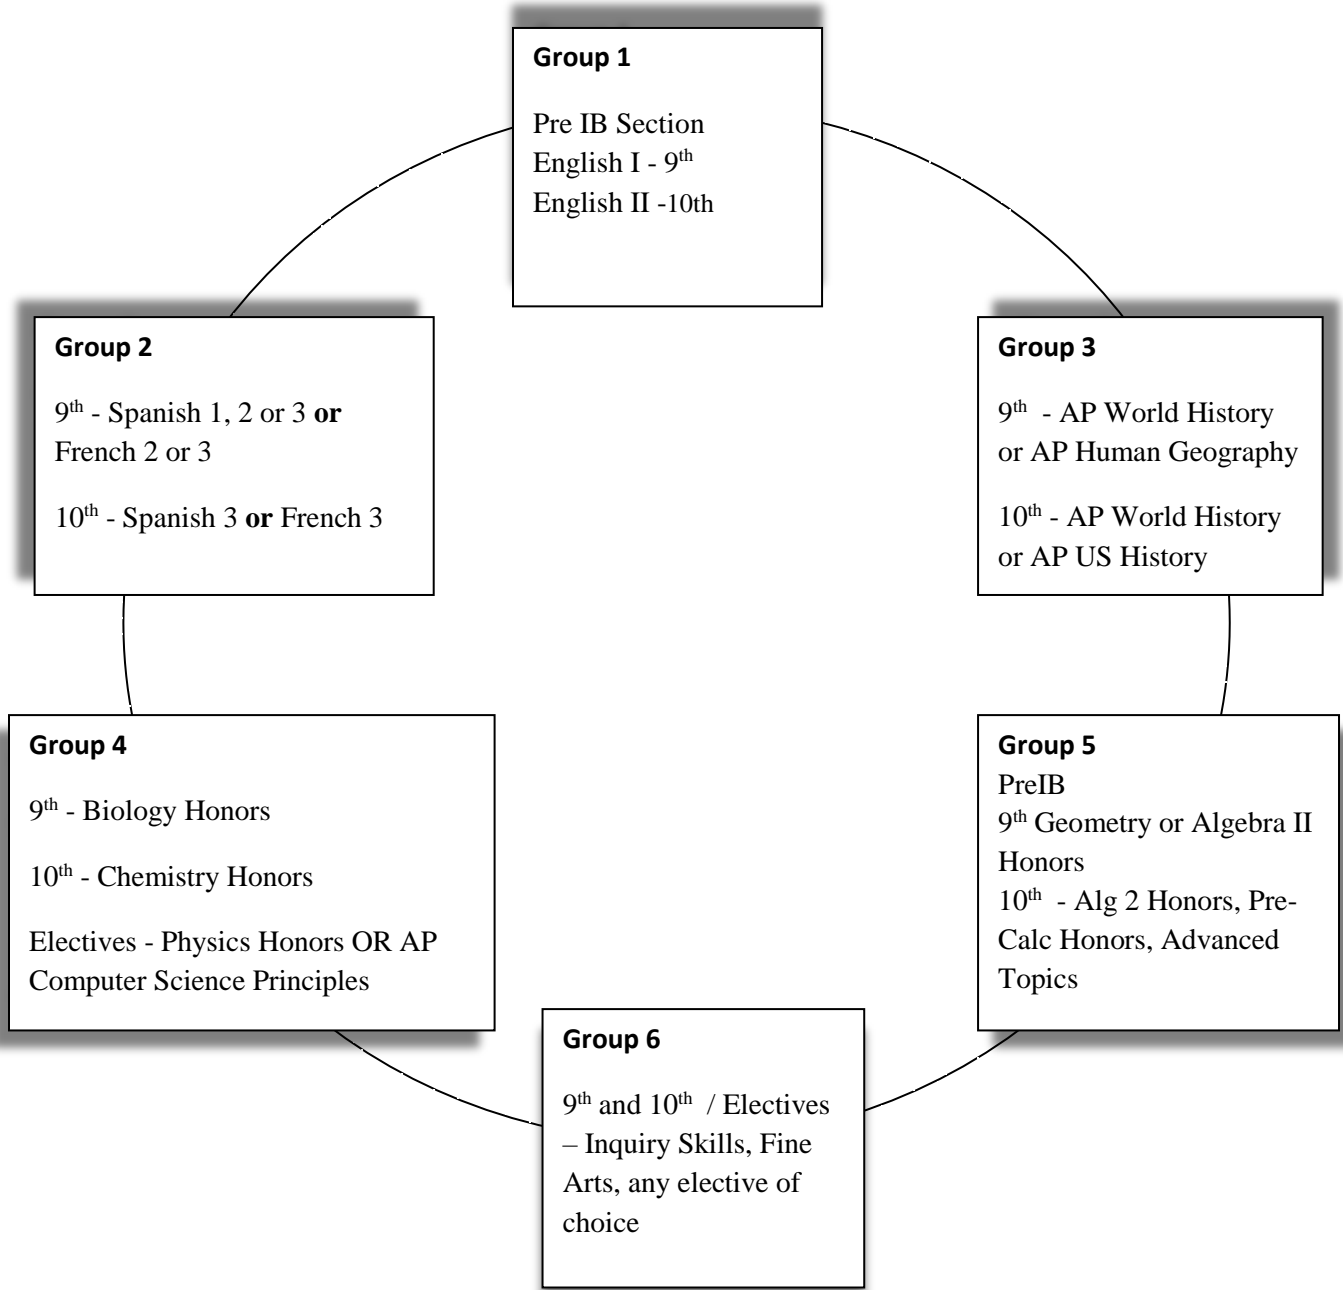 Group 1
Pre IB Section
English I - 9th
English II -10th
Group 2
9th - Spanish 1, 2 or 3 or
French 2 or 3
10th - Spanish 3 or French 3
Group 3
9th - AP World History
or AP Human Geography
10th - AP World History
or AP US History
Group 4
9th - Biology Honors
10th - Chemistry Honors
Electives - Physics Honors OR AP
Computer Science Principles
Group 5
PreIB
9th Geometry or Algebra II
Honors
10th - Alg 2 Honors, Pre-
Calc Honors, Advanced
Topics
Group 6
9th and 10th / Electives
– Inquiry Skills, Fine
Arts, any elective of
choice